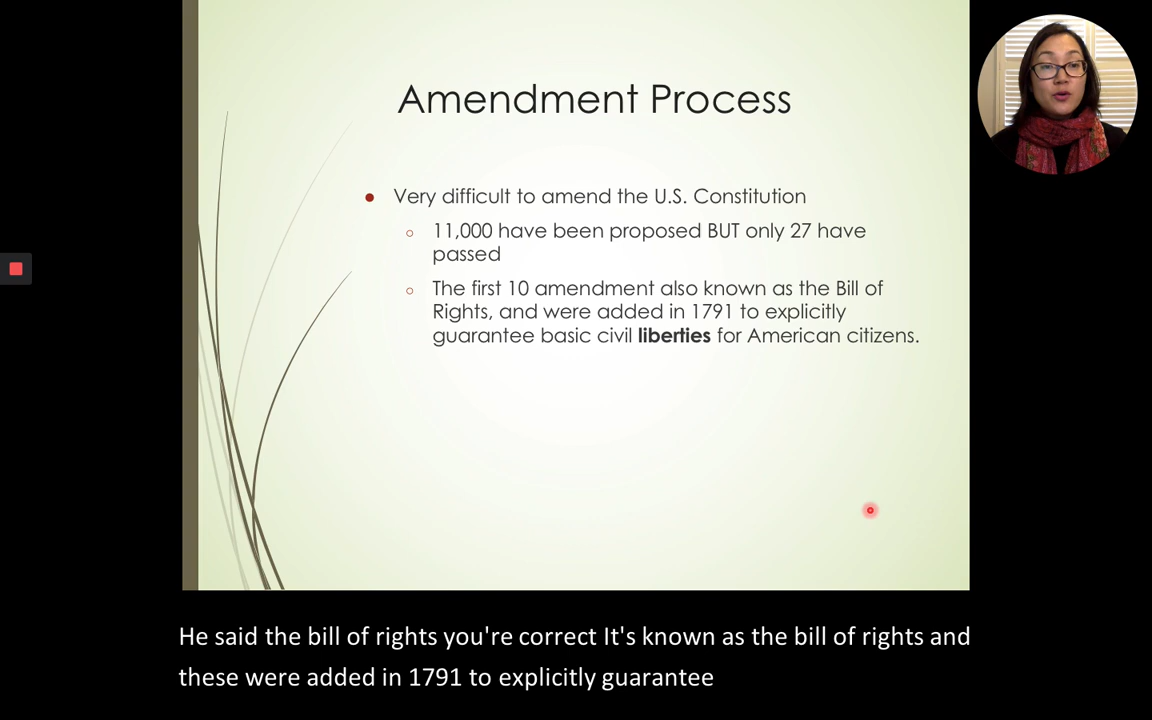 Amendment Process
Very difficult to amend the U.S. Constitution
11,000 have been proposed BUT only 27 have
passed
The first 10 amendment also known as the Bill of
Rights, and were added in 1791 to explicitly
guarantee basic civil liberties for American citizens.
He said the bill of rights you're correct It's known as the bill of rights and
these were added in 1791 to explicitly guarantee